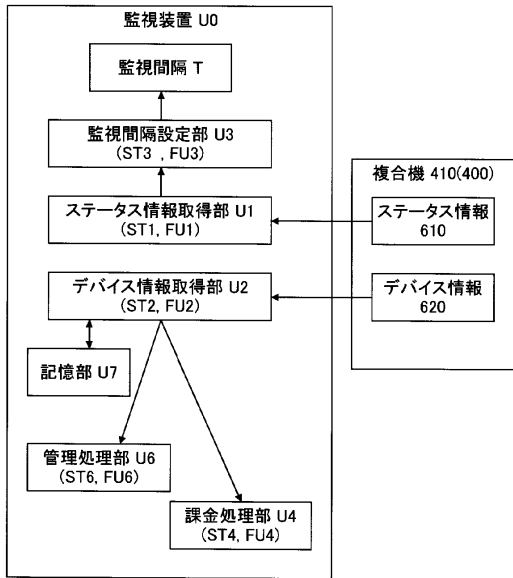 監視装置 U0
監視間隔 T
監視間隔設定部 U3
(ST3 , FU3)
ステータス情報取得部 U1
(ST1, FU1)
デバイス情報取得部 U2
(ST2, FU2)
記憶部 U7
管理処理部 U6
(ST6, FU6)
課金処理部 U4
(ST4, FU4)
複合機 410(400)
ステータス情報
610
デバイス情報
620